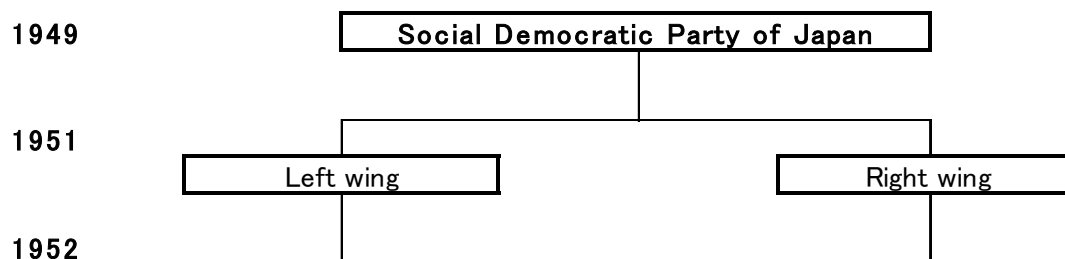 1949
Social Democratic Party of Japan
1951
Left wing
Right wing
1952